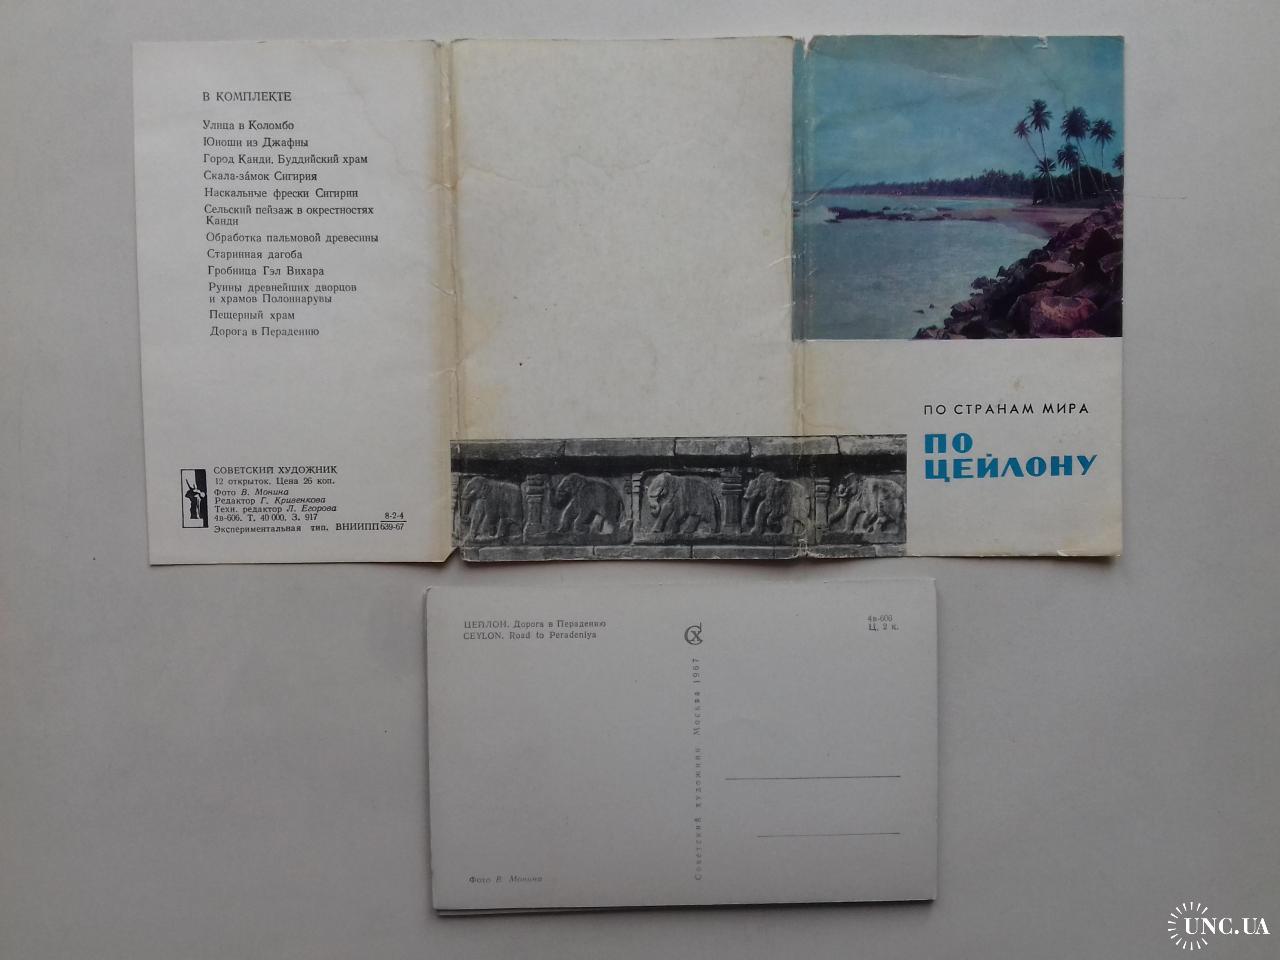 В КОМПЛЕКТЕ
Улица в Коломбо
Юноши из Джафны
Город Канди. Буддийский храм
Скала-за́мок Сигирия
Наскальные фрески Сигирии
Сельский пейзаж в окрестностях
Канди
Обработка пальмовой древесины
Старинная дагоба
Гробница Гэл Вихара
Руины древнейших дворцов
и храмов Полоннарувы
Пещерный храм
Дорога в Перадению
СОВЕТСКИЙ ХУДОЖНИК
12 открыток. Цена 26 коп.
Фото В. Монина
Редактор Г. Кривенкова
Техн. редактор Л. Егорова
4в-606. Т. 40 000. З. 917
8-2-4
Экспериментальная тип. ВНИИПП 639-67
ПО СТРАНАМ МИРА
ПО
ЦЕЙЛОНУ
ЦЕЙЛОН. Дорога в Перадению
CEYLON. Road to Peradeniya
СХ
4в-606
Ц. 2 к.
Советский художник Москва 1967
Фото В. Монина
UNC.UA